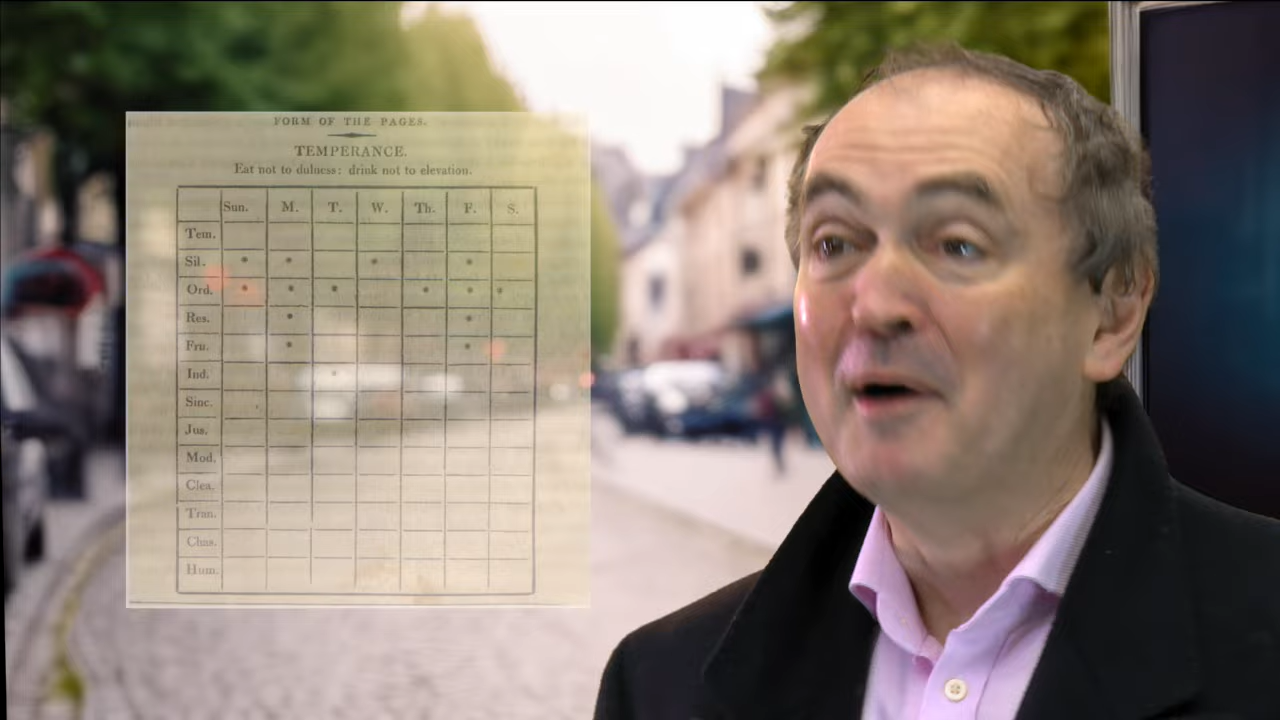 FORM OF THE PAGES.
TEMPERANCE.
Eat not to dulness: drink not to elevation.
Sun. M. T. W. Th. F. S.
Tem.
Sil. • • • •
Ord. • • • • • •
Res. • •
Fru. • •
Ind. •
Sinc.
Jus.
Mod.
Clea.
Tran.
Chas.
Hum.